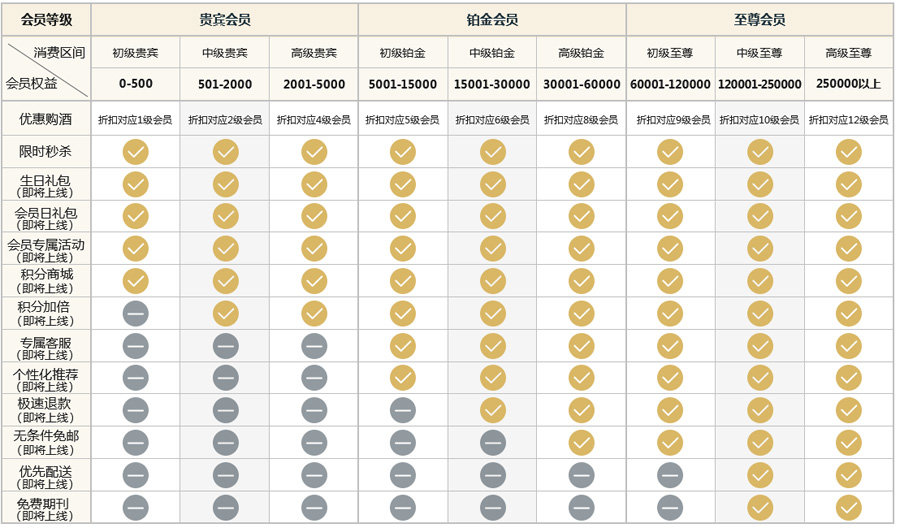 会员等级 贵宾会员 铂金会员 至尊会员
消费区间 初级贵宾 中级贵宾 高级贵宾 初级铂金 中级铂金 高级铂金 初级至尊 中级至尊 高级至尊
会员权益 0-500 501-2000 2001-5000 5001-15000 15001-30000 30001-60000 60001-120000 120001-250000 250000以上
优惠购酒 折扣对应1级会员 折扣对应2级会员 折扣对应4级会员 折扣对应5级会员 折扣对应6级会员 折扣对应8级会员 折扣对应9级会员 折扣对应10级会员 折扣对应12级会员
限时秒杀
生日礼包
(即将上线)
会员日礼包
(即将上线)
会员专属活动
(即将上线)
积分商城
(即将上线)
积分加倍
(即将上线)
专属客服
(即将上线)
个性化推荐
(即将上线)
极速退款
(即将上线)
无条件免邮
(即将上线)
优先配送
(即将上线)
免费期刊
(即将上线)